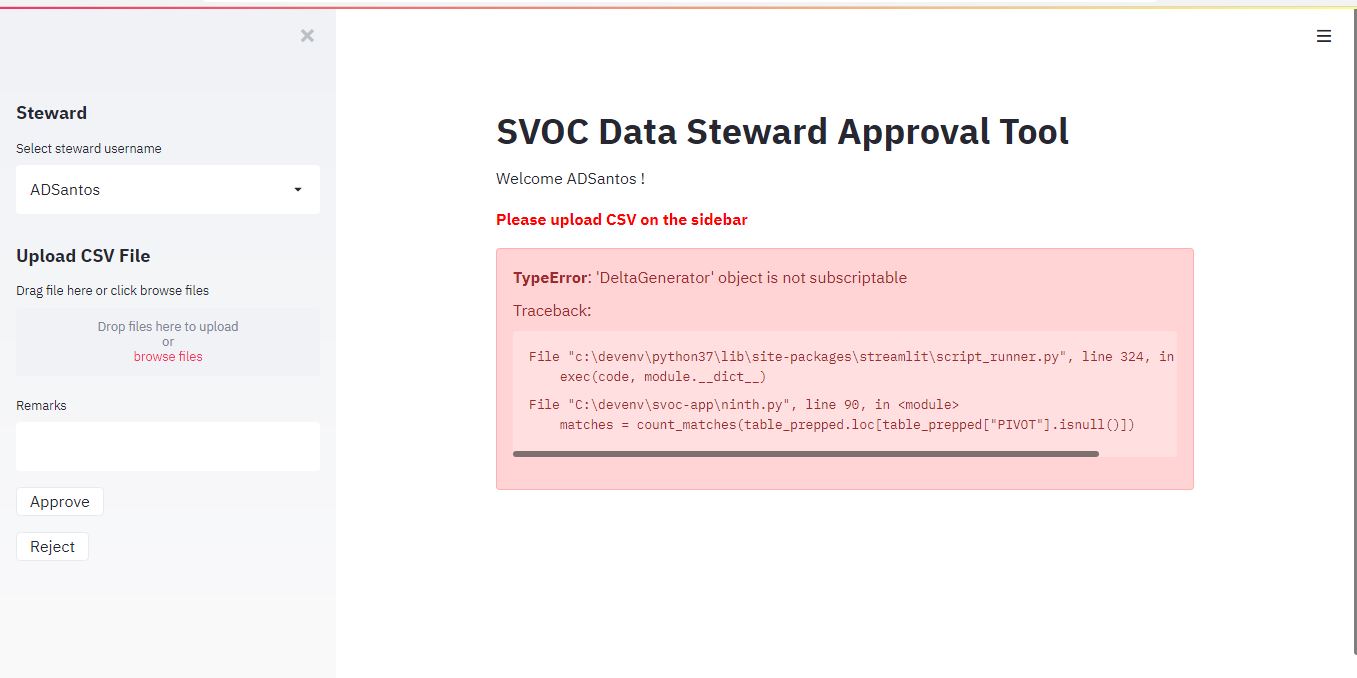 Steward
Select steward username
ADSantos
Upload CSV File
Drag file here or click browse files
Drop files here to upload
or
browse files
Remarks
Approve
Reject
SVOC Data Steward Approval Tool
Welcome ADSantos !
Please upload CSV on the sidebar
TypeError: 'DeltaGenerator' object is not subscriptable
Traceback:
File "c:\devenv\python37\lib\site-packages\streamlit\script_runner.py", line 324, in
exec(code, module.__dict__)
File "C:\devenv\svoc-app\ninth.py", line 90, in <module>
matches = count_matches(table_prepped.loc[table_prepped["PIVOT"].isnull()])